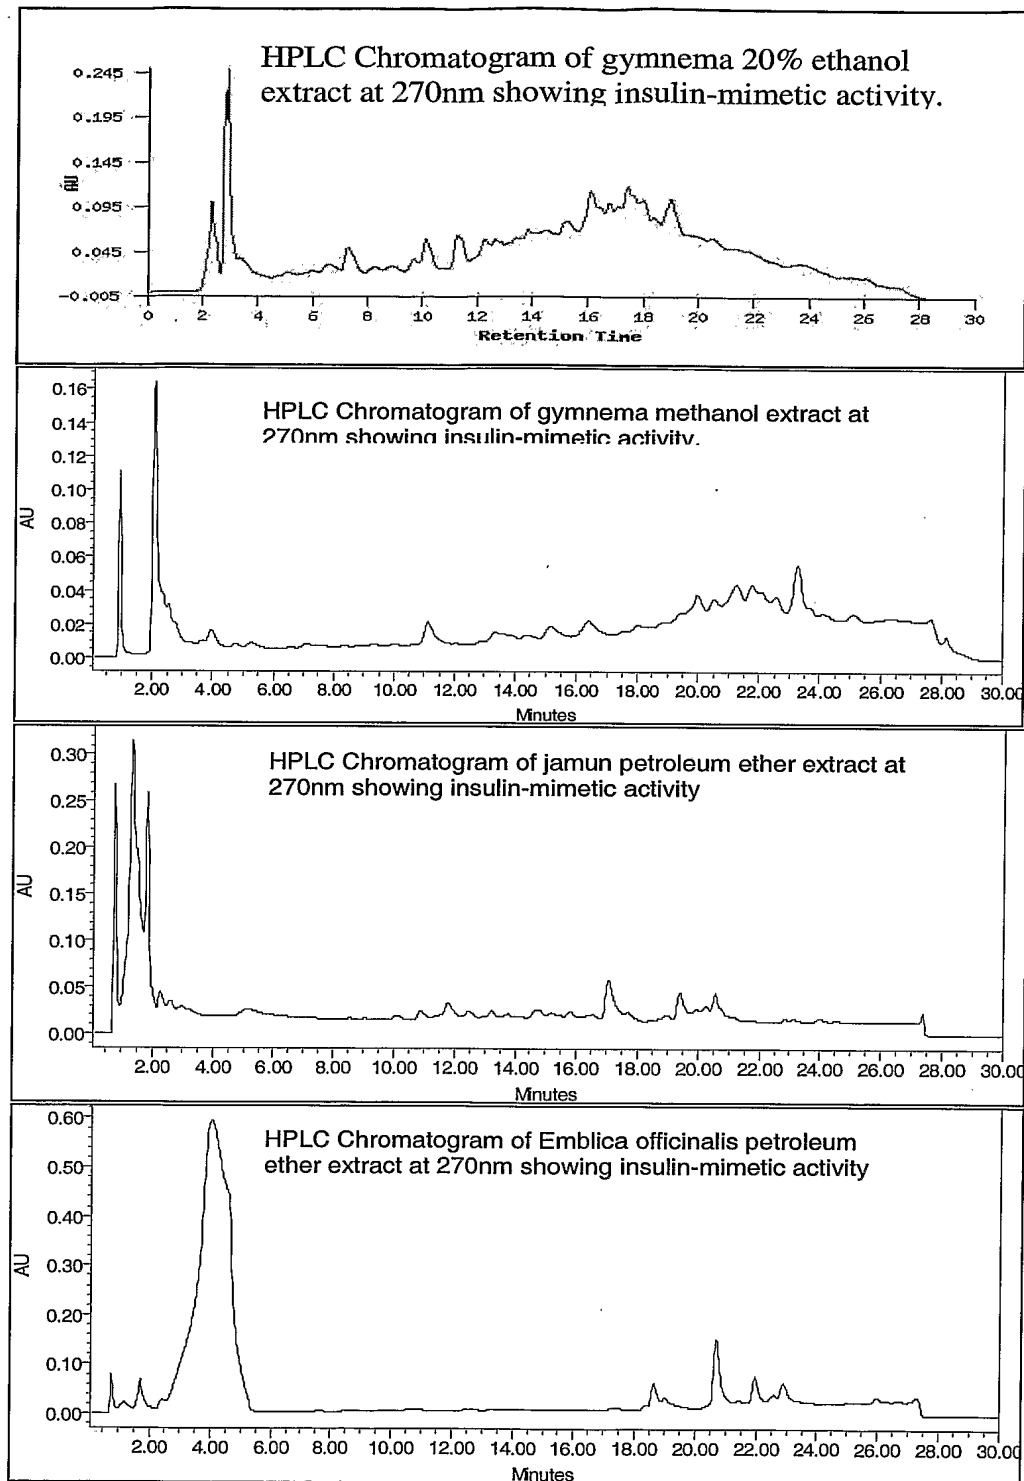 HPLC Chromatogram of gymnema 20% ethanol
extract at 270nm showing insulin-mimetic activity.
0.245
0.195
0.145
0.095
0.045
-0.005
AU
0 2 4 6 8 10 12 14 16 18 20 22 24 26 28 30
Retention Time
HPLC Chromatogram of gymnema methanol extract at
270nm showing insulin-mimetic activity.
0.16
0.14
0.12
0.10
0.08
0.06
0.04
0.02
0.00
AU
2.00 4.00 6.00 8.00 10.00 12.00 14.00 16.00 18.00 20.00 22.00 24.00 26.00 28.00 30.00
Minutes
HPLC Chromatogram of jamun petroleum ether extract at
270nm showing insulin-mimetic activity
0.30
0.25
0.20
0.15
0.10
0.05
0.00
AU
2.00 4.00 6.00 8.00 10.00 12.00 14.00 16.00 18.00 20.00 22.00 24.00 26.00 28.00 30.00
Minutes
HPLC Chromatogram of Emblica officinalis petroleum
ether extract at 270nm showing insulin-mimetic activity
0.60
0.50
0.40
0.30
0.20
0.10
0.00
AU
2.00 4.00 6.00 8.00 10.00 12.00 14.00 16.00 18.00 20.00 22.00 24.00 26.00 28.00 30.00
Minutes